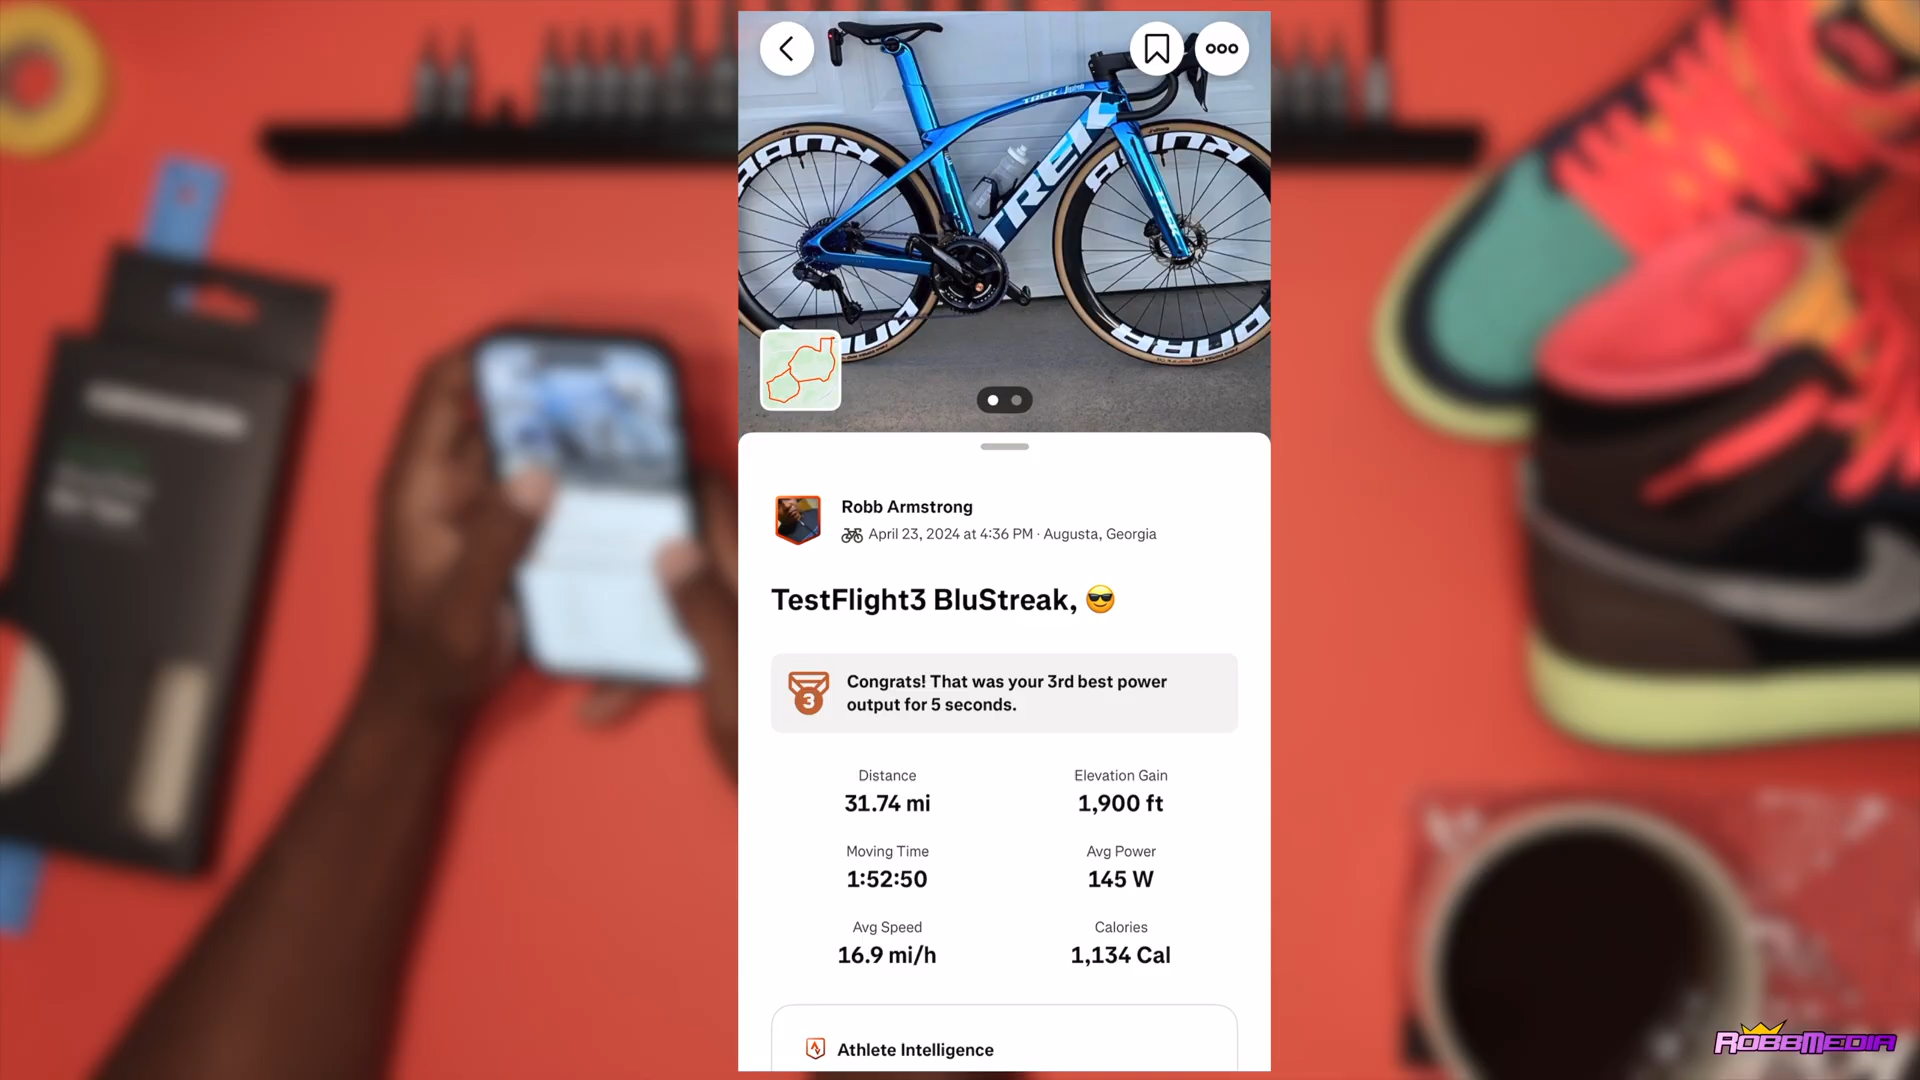 TREK
TREK
Robb Armstrong
April 23, 2024 at 4:36 PM · Augusta, Georgia
TestFlight3 BluStreak, 😎
3
Congrats! That was your 3rd best power
output for 5 seconds.
Distance
31.74 mi
Elevation Gain
1,900 ft
Moving Time
1:52:50
Avg Power
145 W
Avg Speed
16.9 mi/h
Calories
1,134 Cal
Athlete Intelligence
ROBBMEDIA